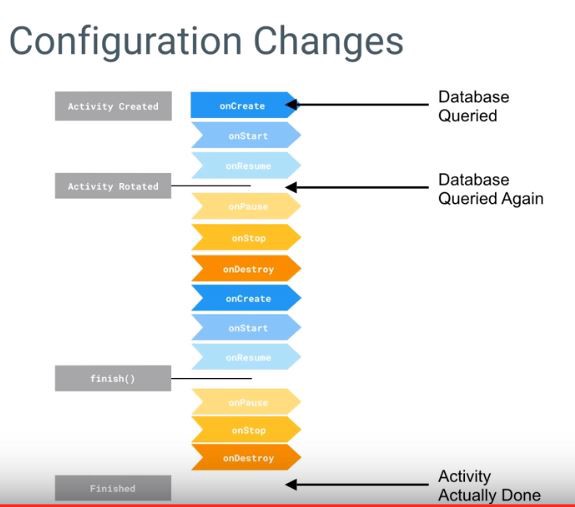 Configuration Changes
Activity Created
onCreate
Database
Queried
onStart
onResume
Activity Rotated
Database
Queried Again
onPause
onStop
onDestroy
onCreate
onStart
onResume
finish()
onPause
onStop
onDestroy
Finished
Activity
Actually Done